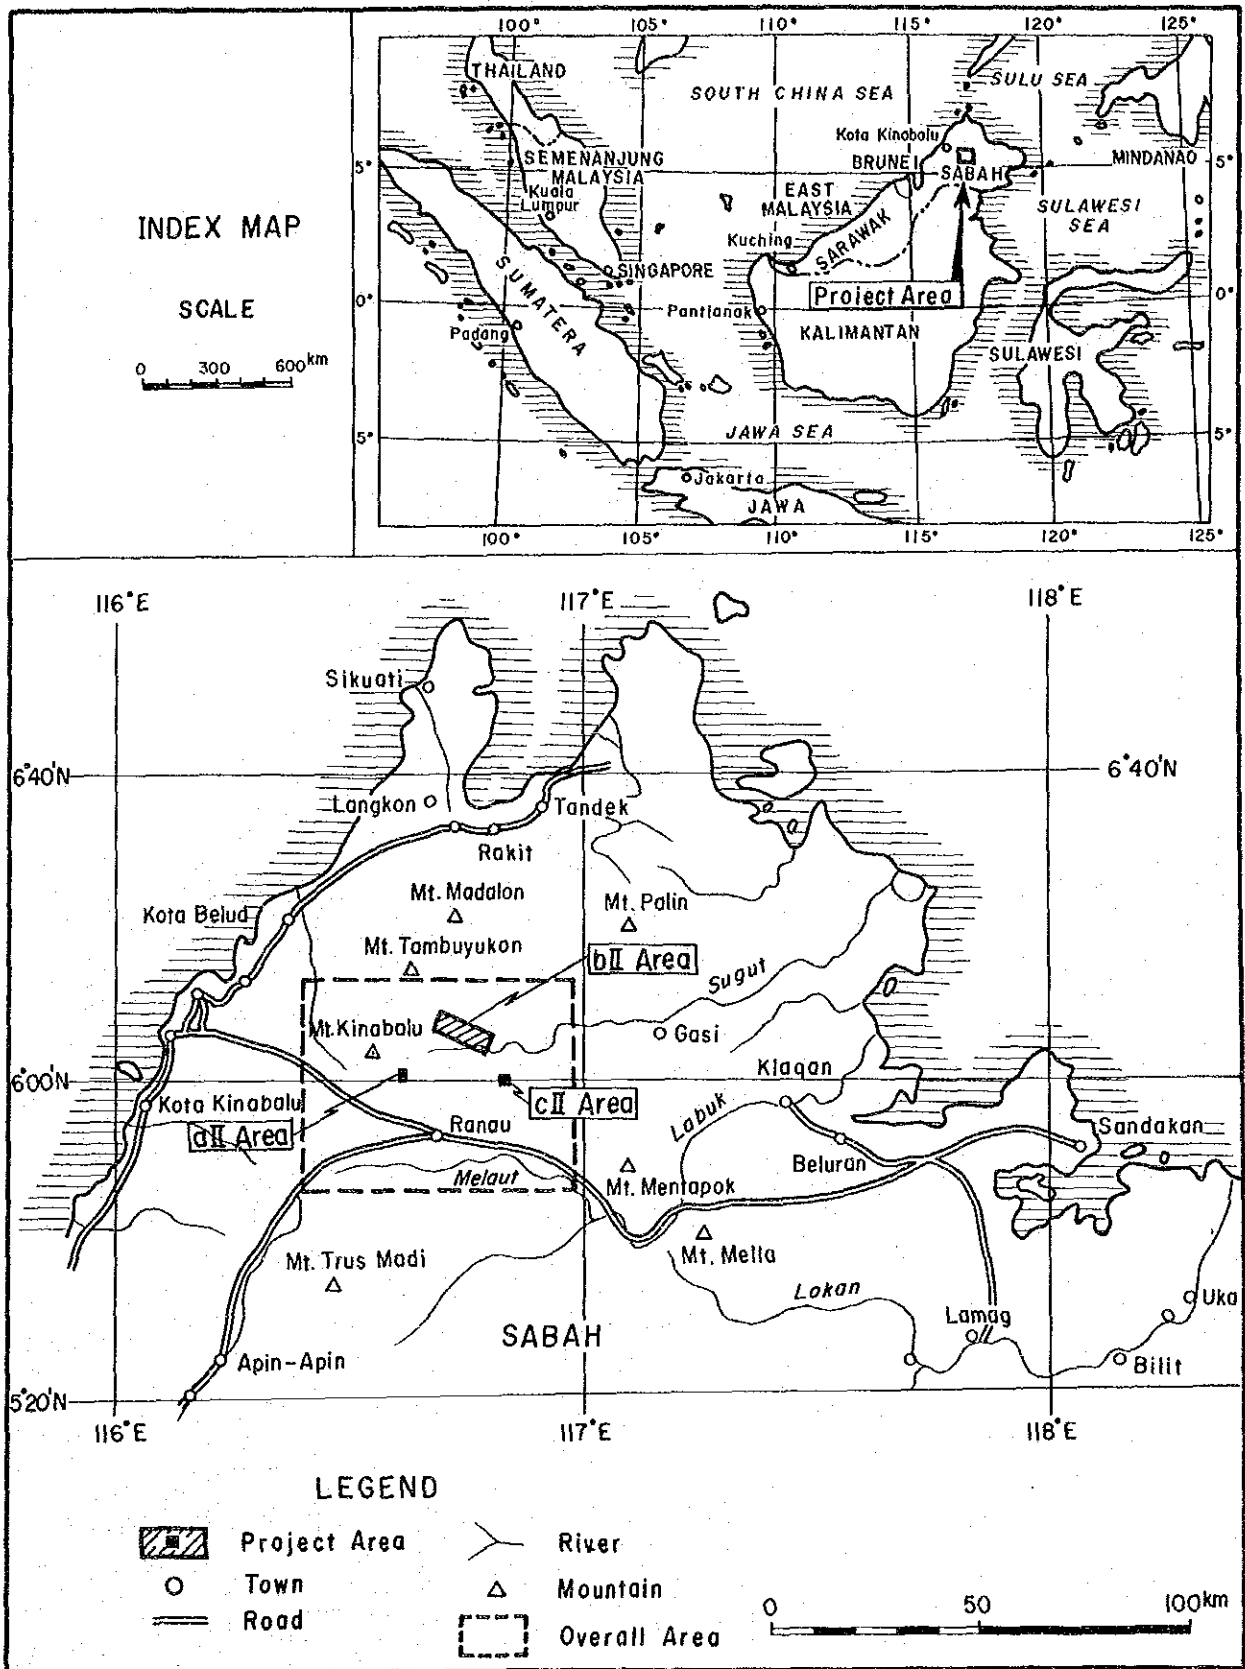 100° 105° 110° 115° 120° 125°
THAILAND
SOUTH CHINA SEA
SULU SEA
Kota Kinabalu
5°
SEMENANJUNG
MALAYSIA
BRUNEI
SABAH
MINDANAO
5°
Kuala
Lumpur
EAST
MALAYSIA
SULAWESI
SEA
INDEX MAP
Kuching
SARAWAK
SUMATERA
SINGAPORE
SCALE
0°
Pantianak
Project Area
0°
Padang
KALIMANTAN
SULAWESI
0 300 600km
5°
JAWA SEA
5°
Jakarta
JAWA
100° 105° 110° 115° 120° 125°
116°E 117°E 118°E
Sikuati
6°40'N 6°40'N
Langkon
Tandek
Rakit
Mt. Madalon
Kota Belud
Mt. Palin
Mt. Tambuyukon
bII Area
Sugut
Mt. Kinabalu
Gasi
6°00'N
Klagan
Kota Kinabalu
cII Area
Labuk
aII Area
Ranau
Sandakan
Beluran
Melaut
Mt. Mentapok
Mt. Trus Madi
Mt. Mella
Lokan
Uka
SABAH
Lamag
Apin-Apin
Bilit
5°20'N
116°E 117°E 118°E
LEGEND
Project Area
River
Town
Mountain
Road
Overall Area
0 50 100km